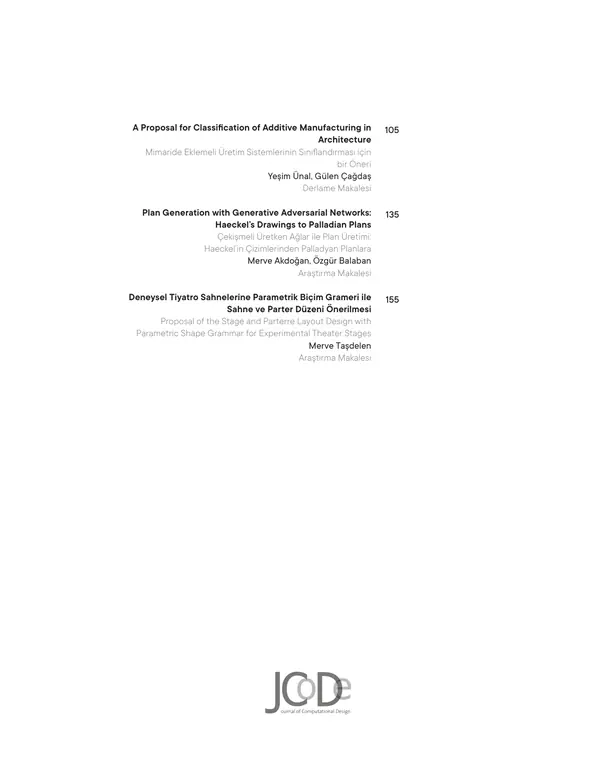 A Proposal for Classification of Additive Manufacturing in 105
Architecture
Mimaride Eklemeli Üretim Sistemlerinin Sınıflandırması için
bir Öneri
Yeşim Ünal, Gülen Çağdaş
Derleme Makalesi
Plan Generation with Generative Adversarial Networks: 135
Haeckel's Drawings to Palladian Plans
Çekişmeli Üretken Ağlar ile Plan Üretimi:
Haeckel'in Çizimlerinden Palladyan Planlara
Merve Akdoğan, Özgür Balaban
Araştırma Makalesi
Deneysel Tiyatro Sahnelerine Parametrik Biçim Grameri ile 155
Sahne ve Parter Düzeni Önerilmesi
Proposal of the Stage and Parterre Layout Design with
Parametric Shape Grammar for Experimental Theater Stages
Merve Taşdelen
Araştırma Makalesi
JCoDe
Journal of Computational Design